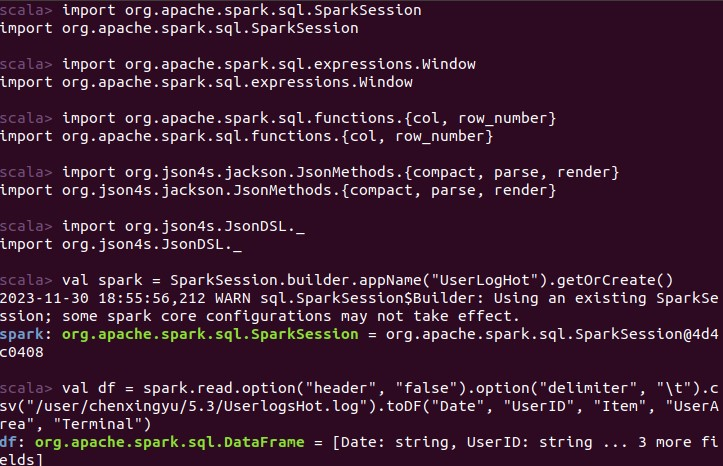 scala> import org.apache.spark.sql.SparkSession
import org.apache.spark.sql.SparkSession
scala> import org.apache.spark.sql.expressions.Window
import org.apache.spark.sql.expressions.Window
scala> import org.apache.spark.sql.functions.{col, row_number}
import org.apache.spark.sql.functions.{col, row_number}
scala> import org.json4s.jackson.JsonMethods.{compact, parse, render}
import org.json4s.jackson.JsonMethods.{compact, parse, render}
scala> import org.json4s.JsonDSL._
import org.json4s.JsonDSL._
scala> val spark = SparkSession.builder.appName("UserLogHot").getOrCreate()
2023-11-30 18:55:56,212 WARN sql.SparkSession$Builder: Using an existing SparkSe
ssion; some spark core configurations may not take effect.
spark: org.apache.spark.sql.SparkSession = org.apache.spark.sql.SparkSession@4d4
c0408
scala> val df = spark.read.option("header", "false").option("delimiter", "\t").c
sv("/user/chenxingyu/5.3/UserlogsHot.log").toDF("Date", "UserID", "Item", "UserA
rea", "Terminal")
df: org.apache.spark.sql.DataFrame = [Date: string, UserID: string ... 3 more fi
elds]